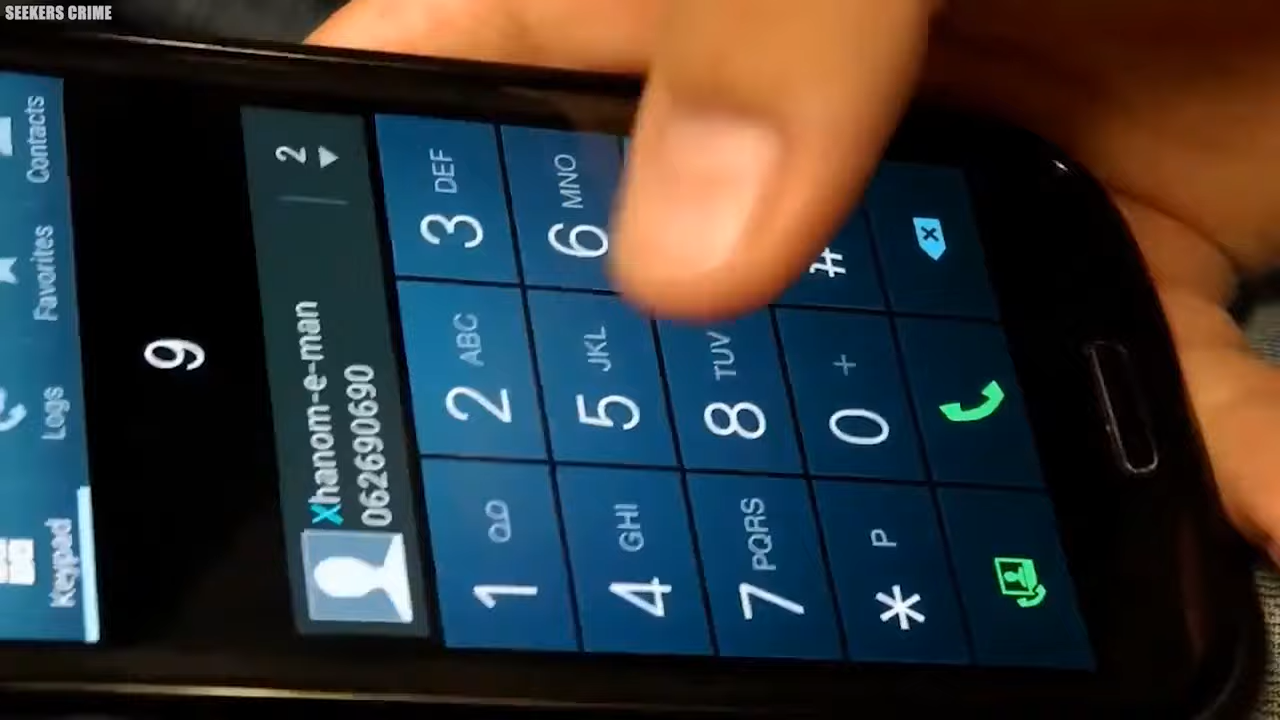 SEEKERS CRIME
Keypad
Logs
Favorites
Contacts
9
Xhanom-e-man
062690690
2
1
2 ABC
3 DEF
4 GHI
5 JKL
6 MNO
7 PQRS
8 TUV
* P
0 +
#